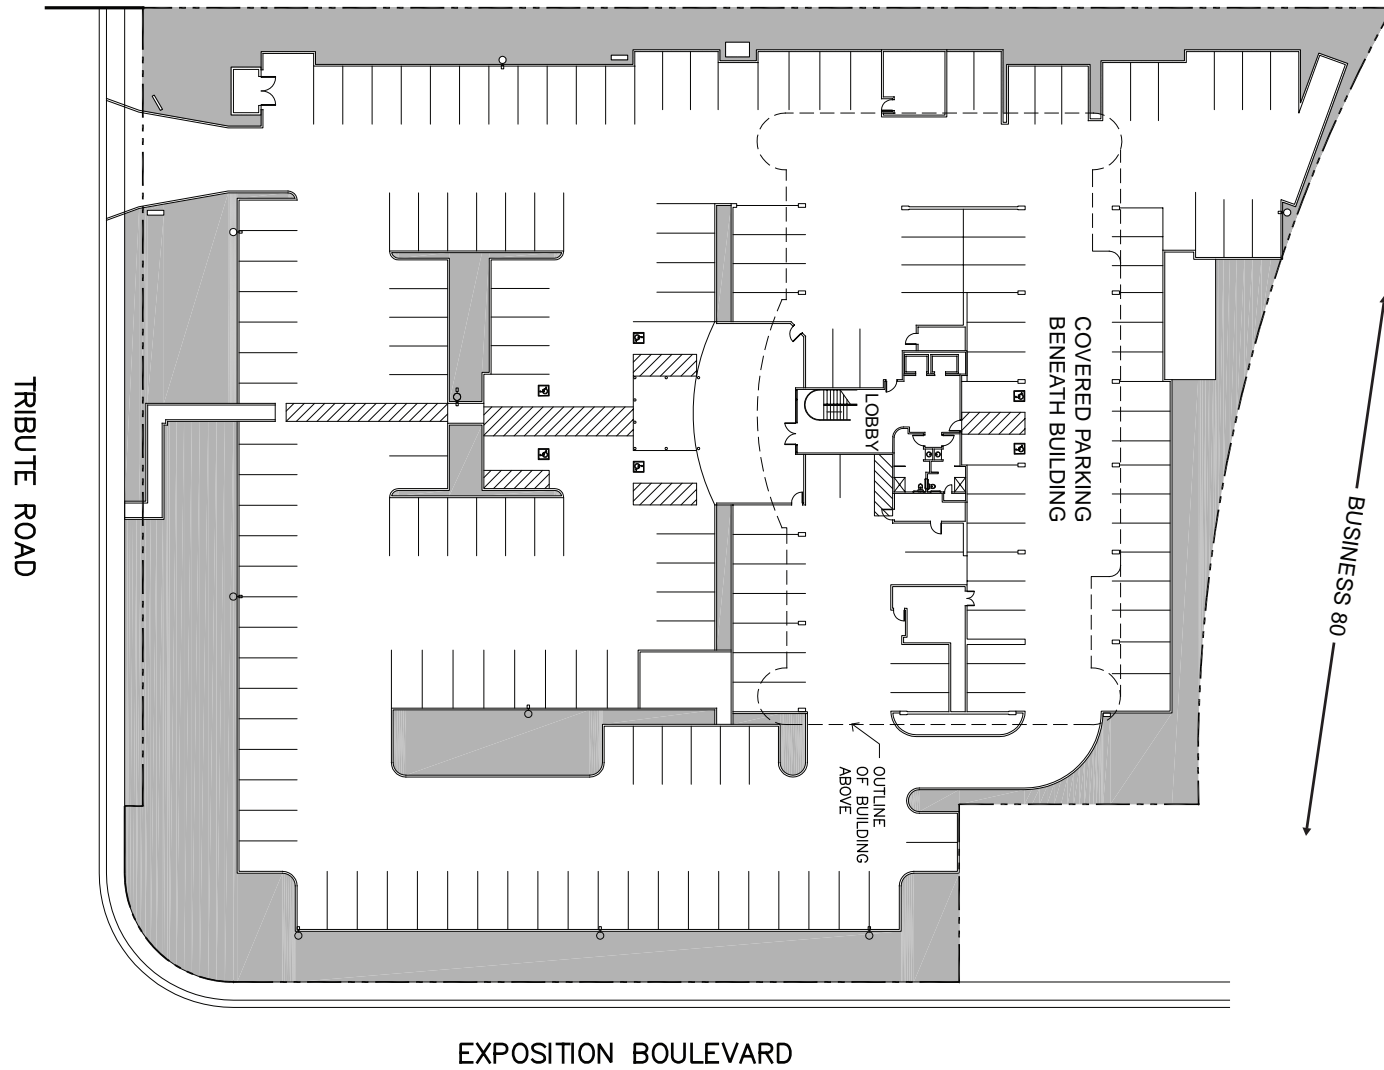 TRIBUTE ROAD
LOBBY
COVERED PARKING
BENEATH BUILDING
BUSINESS 80
OUTLINE
OF BUILDING
ABOVE
EXPOSITION BOULEVARD